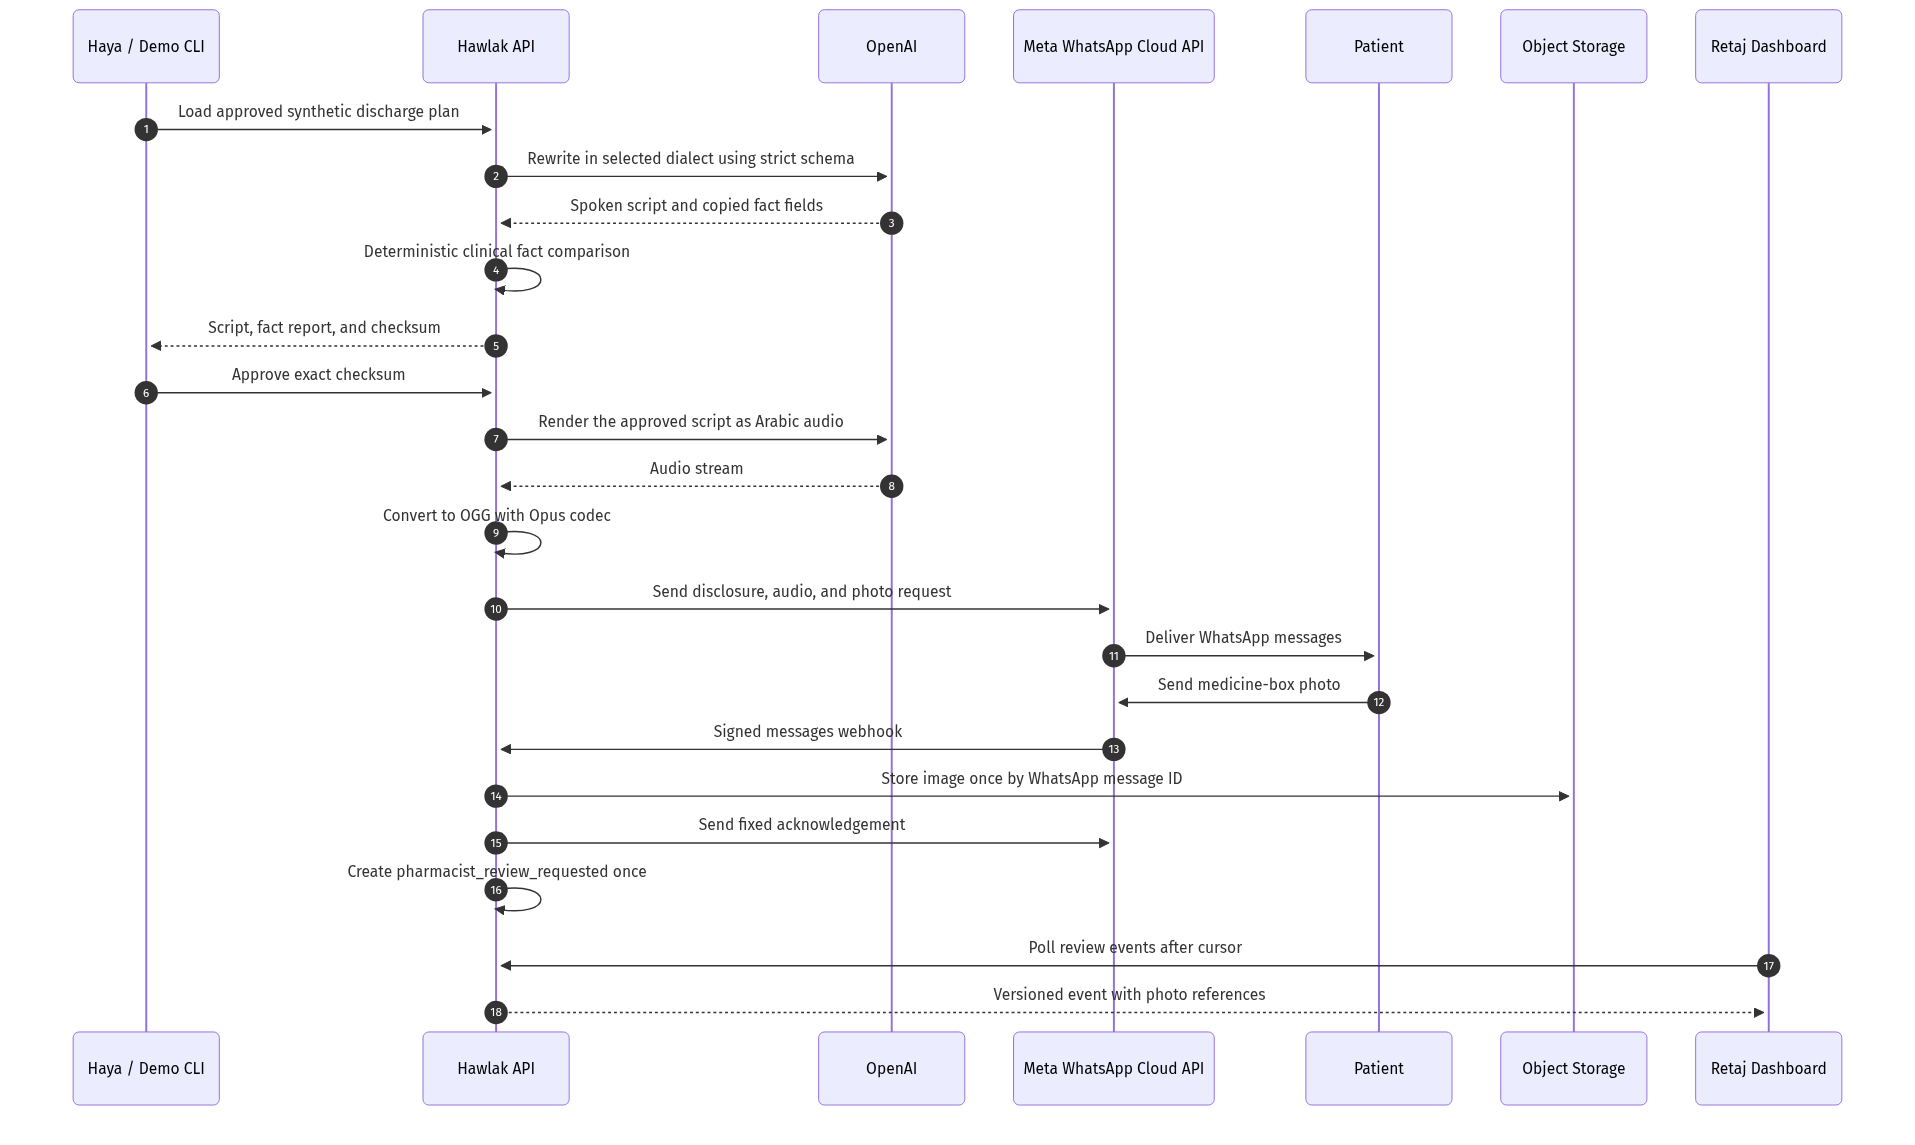 Haya / Demo CLI
Hawlak API
OpenAI
Meta WhatsApp Cloud API
Patient
Object Storage
Retaj Dashboard
Load approved synthetic discharge plan
1
Rewrite in selected dialect using strict schema
2
Spoken script and copied fact fields
3
Deterministic clinical fact comparison
4
Script, fact report, and checksum
5
Approve exact checksum
6
Render the approved script as Arabic audio
7
Audio stream
8
Convert to OGG with Opus codec
9
Send disclosure, audio, and photo request
10
Deliver WhatsApp messages
11
Send medicine-box photo
12
Signed messages webhook
13
Store image once by WhatsApp message ID
14
Send fixed acknowledgement
15
Create pharmacist_review_requested once
16
Poll review events after cursor
17
Versioned event with photo references
18
Haya / Demo CLI
Hawlak API
OpenAI
Meta WhatsApp Cloud API
Patient
Object Storage
Retaj Dashboard